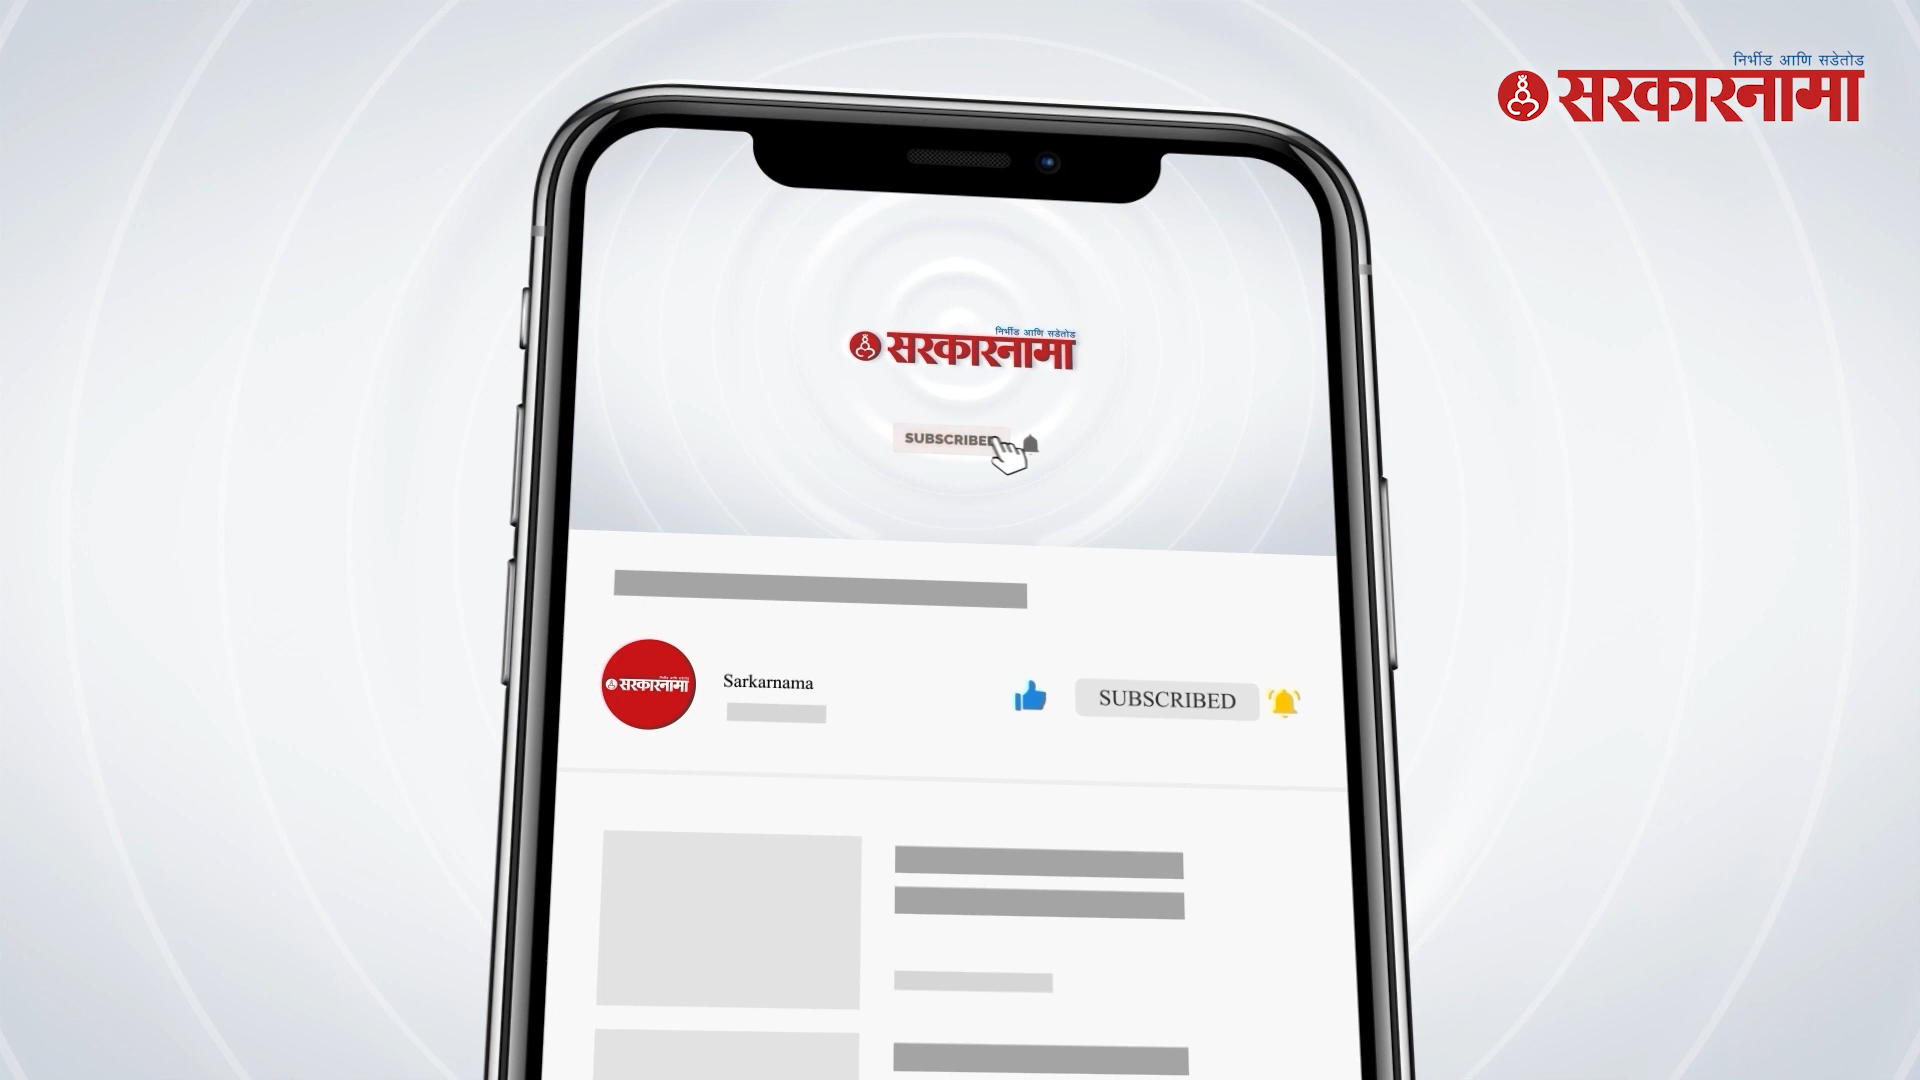 निर्भीड आणि सडेतोड
सरकारनामा
निर्भीड आणि सडेतोड
सरकारनामा
SUBSCRIBED
सरकारनामा
Sarkarnama
SUBSCRIBED